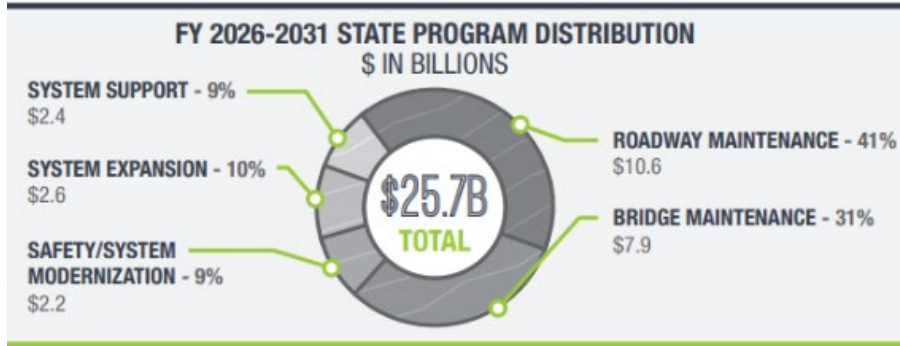 FY 2026-2031 STATE PROGRAM DISTRIBUTION
$ IN BILLIONS
SYSTEM SUPPORT - 9%
$2.4
SYSTEM EXPANSION - 10%
$2.6
SAFETY/SYSTEM
MODERNIZATION - 9%
$2.2
$25.7B
TOTAL
ROADWAY MAINTENANCE - 41%
$10.6
BRIDGE MAINTENANCE - 31%
$7.9